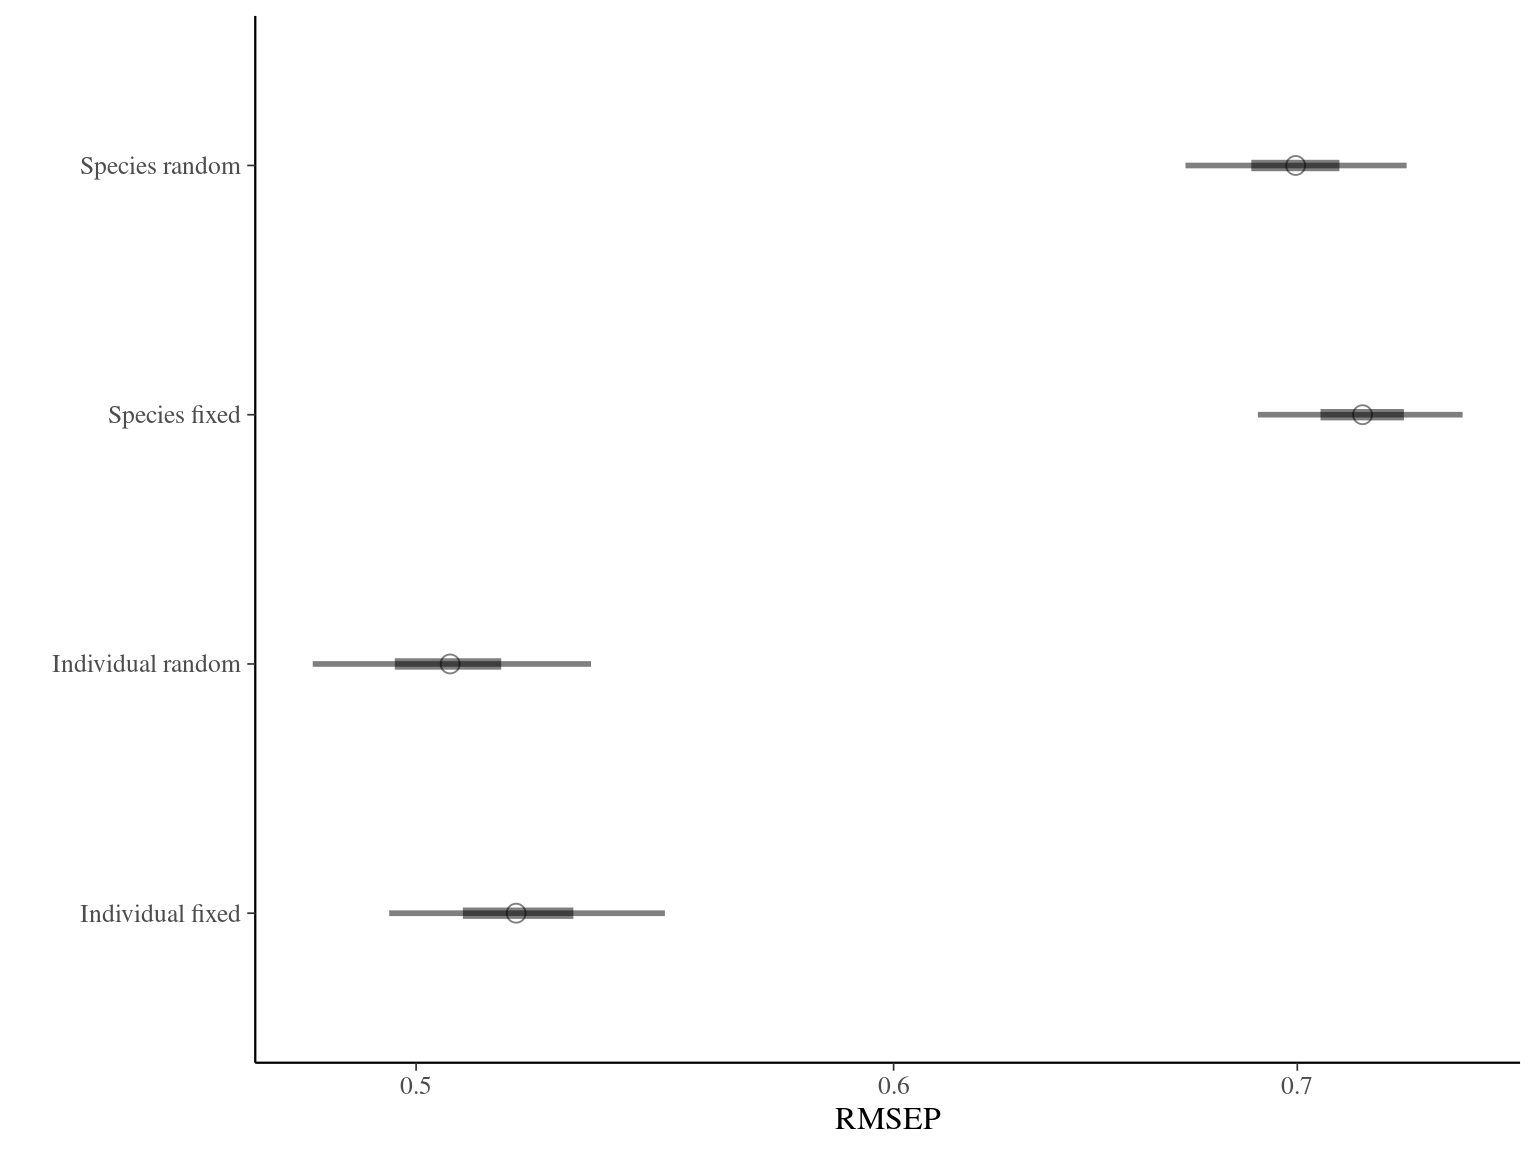 Species random
Species fixed
Individual random
Individual fixed
0.5 0.6 0.7
RMSEP